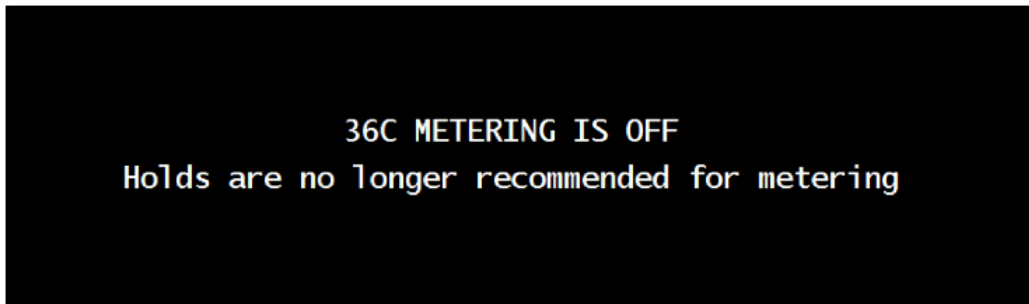 36C METERING IS OFF
Holds are no longer recommended for metering